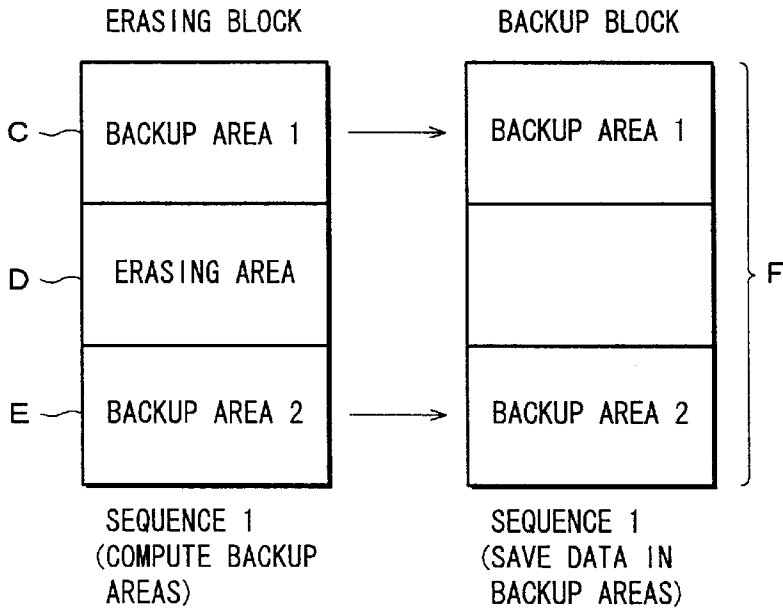 ERASING BLOCK
BACKUP BLOCK
C
BACKUP AREA 1
BACKUP AREA 1
D
ERASING AREA
F
E
BACKUP AREA 2
BACKUP AREA 2
SEQUENCE 1
(COMPUTE BACKUP
AREAS)
SEQUENCE 1
(SAVE DATA IN
BACKUP AREAS)